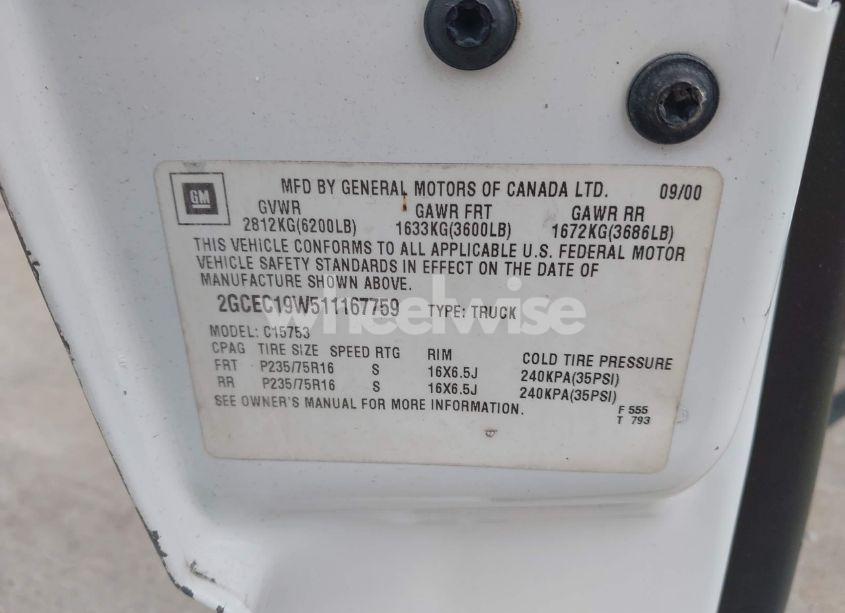 GM
MFD BY GENERAL MOTORS OF CANADA LTD. 09/00
GVWR GAWR FRT GAWR RR
2812KG(6200LB) 1633KG(3600LB) 1672KG(3686LB)
THIS VEHICLE CONFORMS TO ALL APPLICABLE U.S. FEDERAL MOTOR
VEHICLE SAFETY STANDARDS IN EFFECT ON THE DATE OF
MANUFACTURE SHOWN ABOVE.
2GCEC19W511167759 TYPE: TRUCK
wheelwise
MODEL: C15753
CPAG TIRE SIZE SPEED RTG RIM COLD TIRE PRESSURE
FRT P235/75R16 S 16X6.5J 240KPA(35PSI)
RR P235/75R16 S 16X6.5J 240KPA(35PSI)
SEE OWNER'S MANUAL FOR MORE INFORMATION.
F 555
T 793